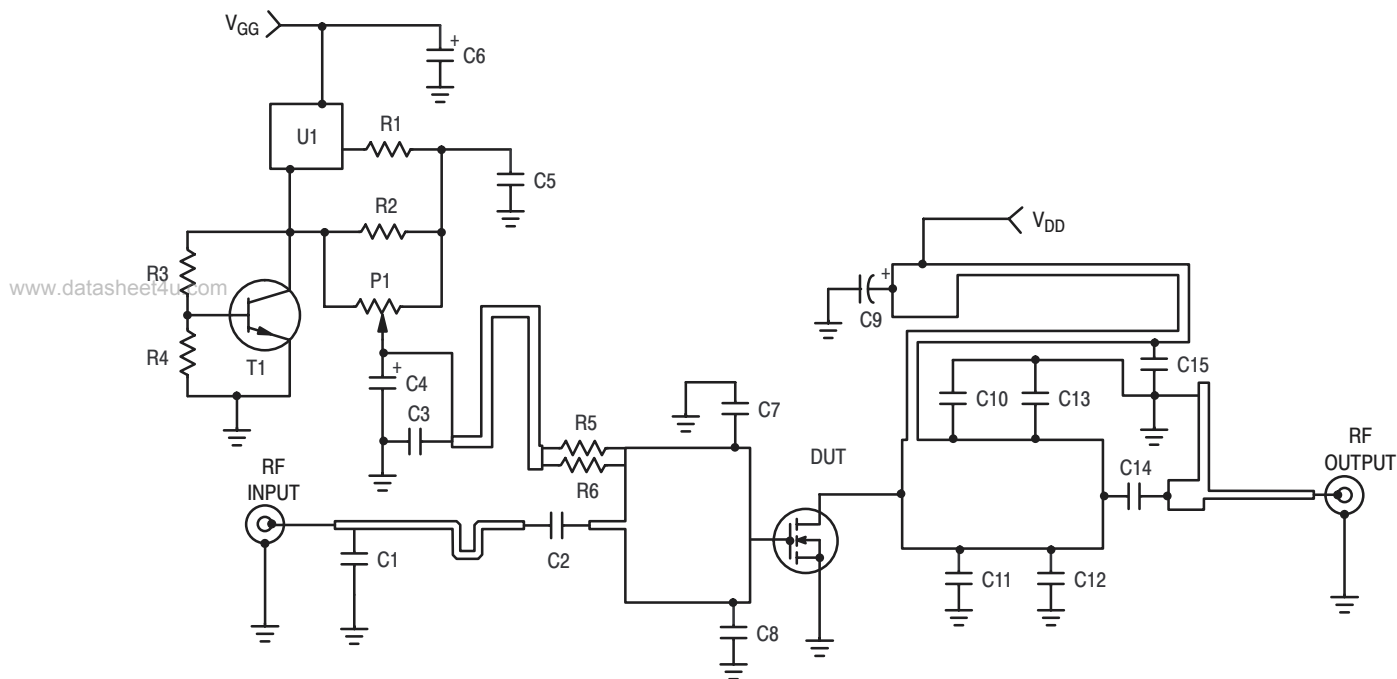 VGG
C6
U1
R1
C5
R2
VDD
R3
www.datasheet4u.com
P1
C9
R4
T1
C4
C15
C10
C13
C3
C7
R5
RF
INPUT
R6
DUT
C14
RF
OUTPUT
C1
C2
C11
C12
C8